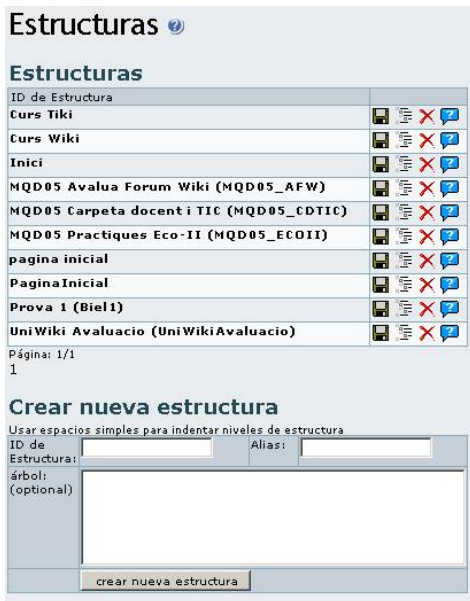 Estructuras
Estructuras
ID de Estructura
Curs Tiki
Curs Wiki
Inici
MQD05 Avalua Forum Wiki (MQD05_AFW)
MQD05 Carpeta docent i TIC (MQD05_CDTIC)
MQD05 Practiques Eco-II (MQD05_ECOII)
pagina inicial
PaginaInicial
Prova 1 (Biel1)
UniWiki Avaluacio (UniWikiAvaluacio)
Página: 1/1
1
Crear nueva estructura
Usar espacios simples para indentar niveles de estructura
ID de Estructura:
Alias:
árbol:
(optional)
crear nueva estructura